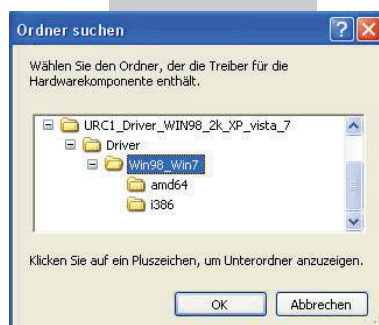 Ordner suchen
Wählen Sie den Ordner, der die Treiber für die
Hardwarekomponente enthält.
URC1_Driver_WIN98_2k_XP_vista_7
Driver
Win98_Win7
amd64
i386
Klicken Sie auf ein Pluszeichen, um Unterordner anzuzeigen.
OK Abbrechen